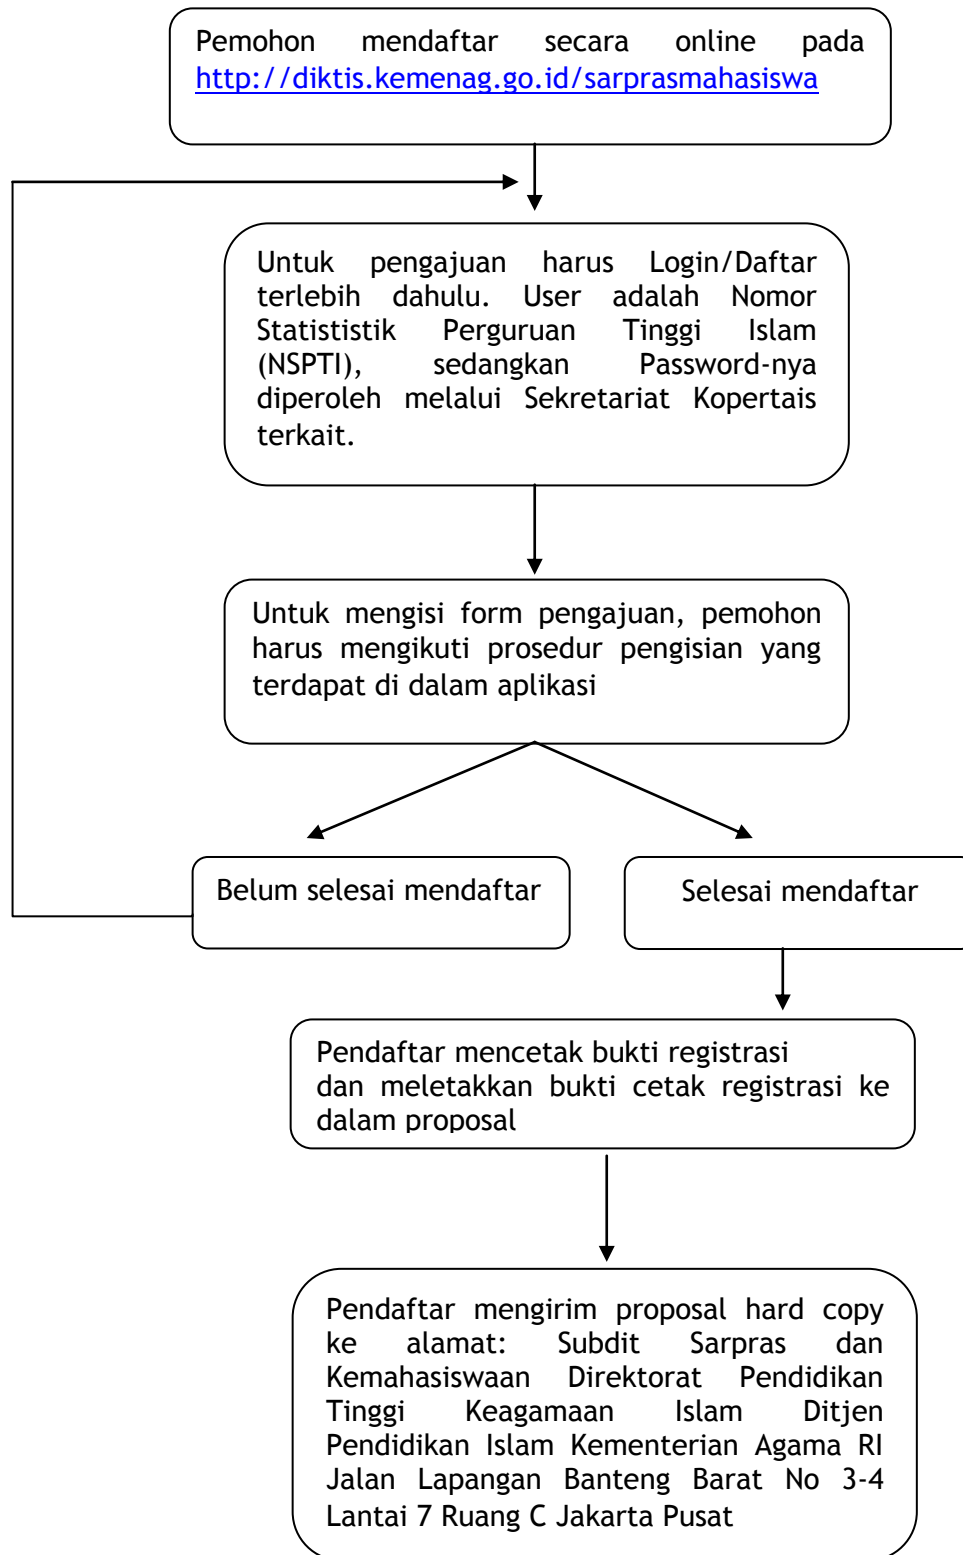 Pemohon mendaftar secara online pada
http://diktis.kemenag.go.id/sarprasmahasiswa
Untuk pengajuan harus Login/Daftar
terlebih dahulu. User adalah Nomor
Statististik Perguruan Tinggi Islam
(NSPTI), sedangkan Password-nya
diperoleh melalui Sekretariat Kopertais
terkait.
Untuk mengisi form pengajuan, pemohon
harus mengikuti prosedur pengisian yang
terdapat di dalam aplikasi
Belum selesai mendaftar
Selesai mendaftar
Pendaftar mencetak bukti registrasi
dan meletakkan bukti cetak registrasi ke
dalam proposal
Pendaftar mengirim proposal hard copy
ke alamat: Subdit Sarpras dan
Kemahasiswaan Direktorat Pendidikan
Tinggi Keagamaan Islam Ditjen
Pendidikan Islam Kementerian Agama RI
Jalan Lapangan Banteng Barat No 3-4
Lantai 7 Ruang C Jakarta Pusat